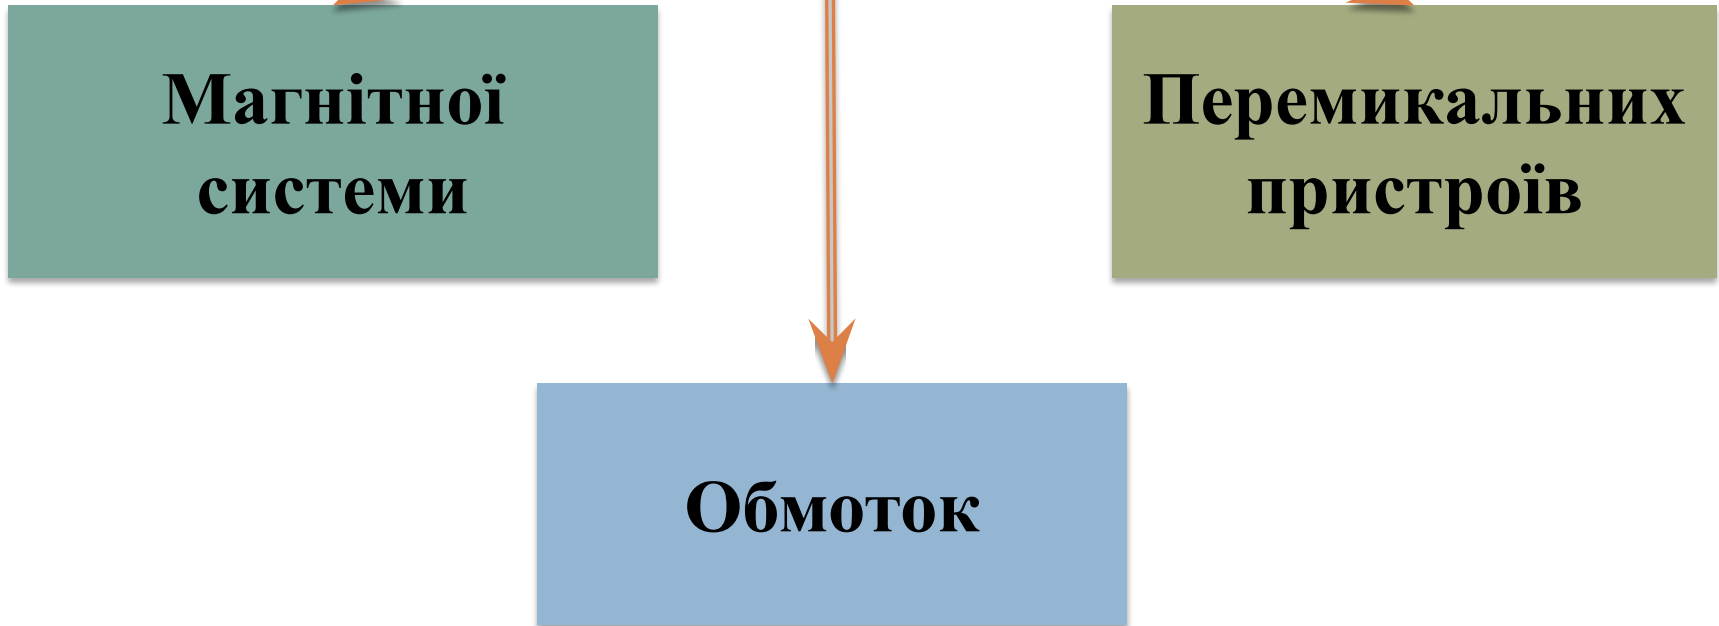 Магнітної
системи
Перемикальних
пристроїв
Обмоток